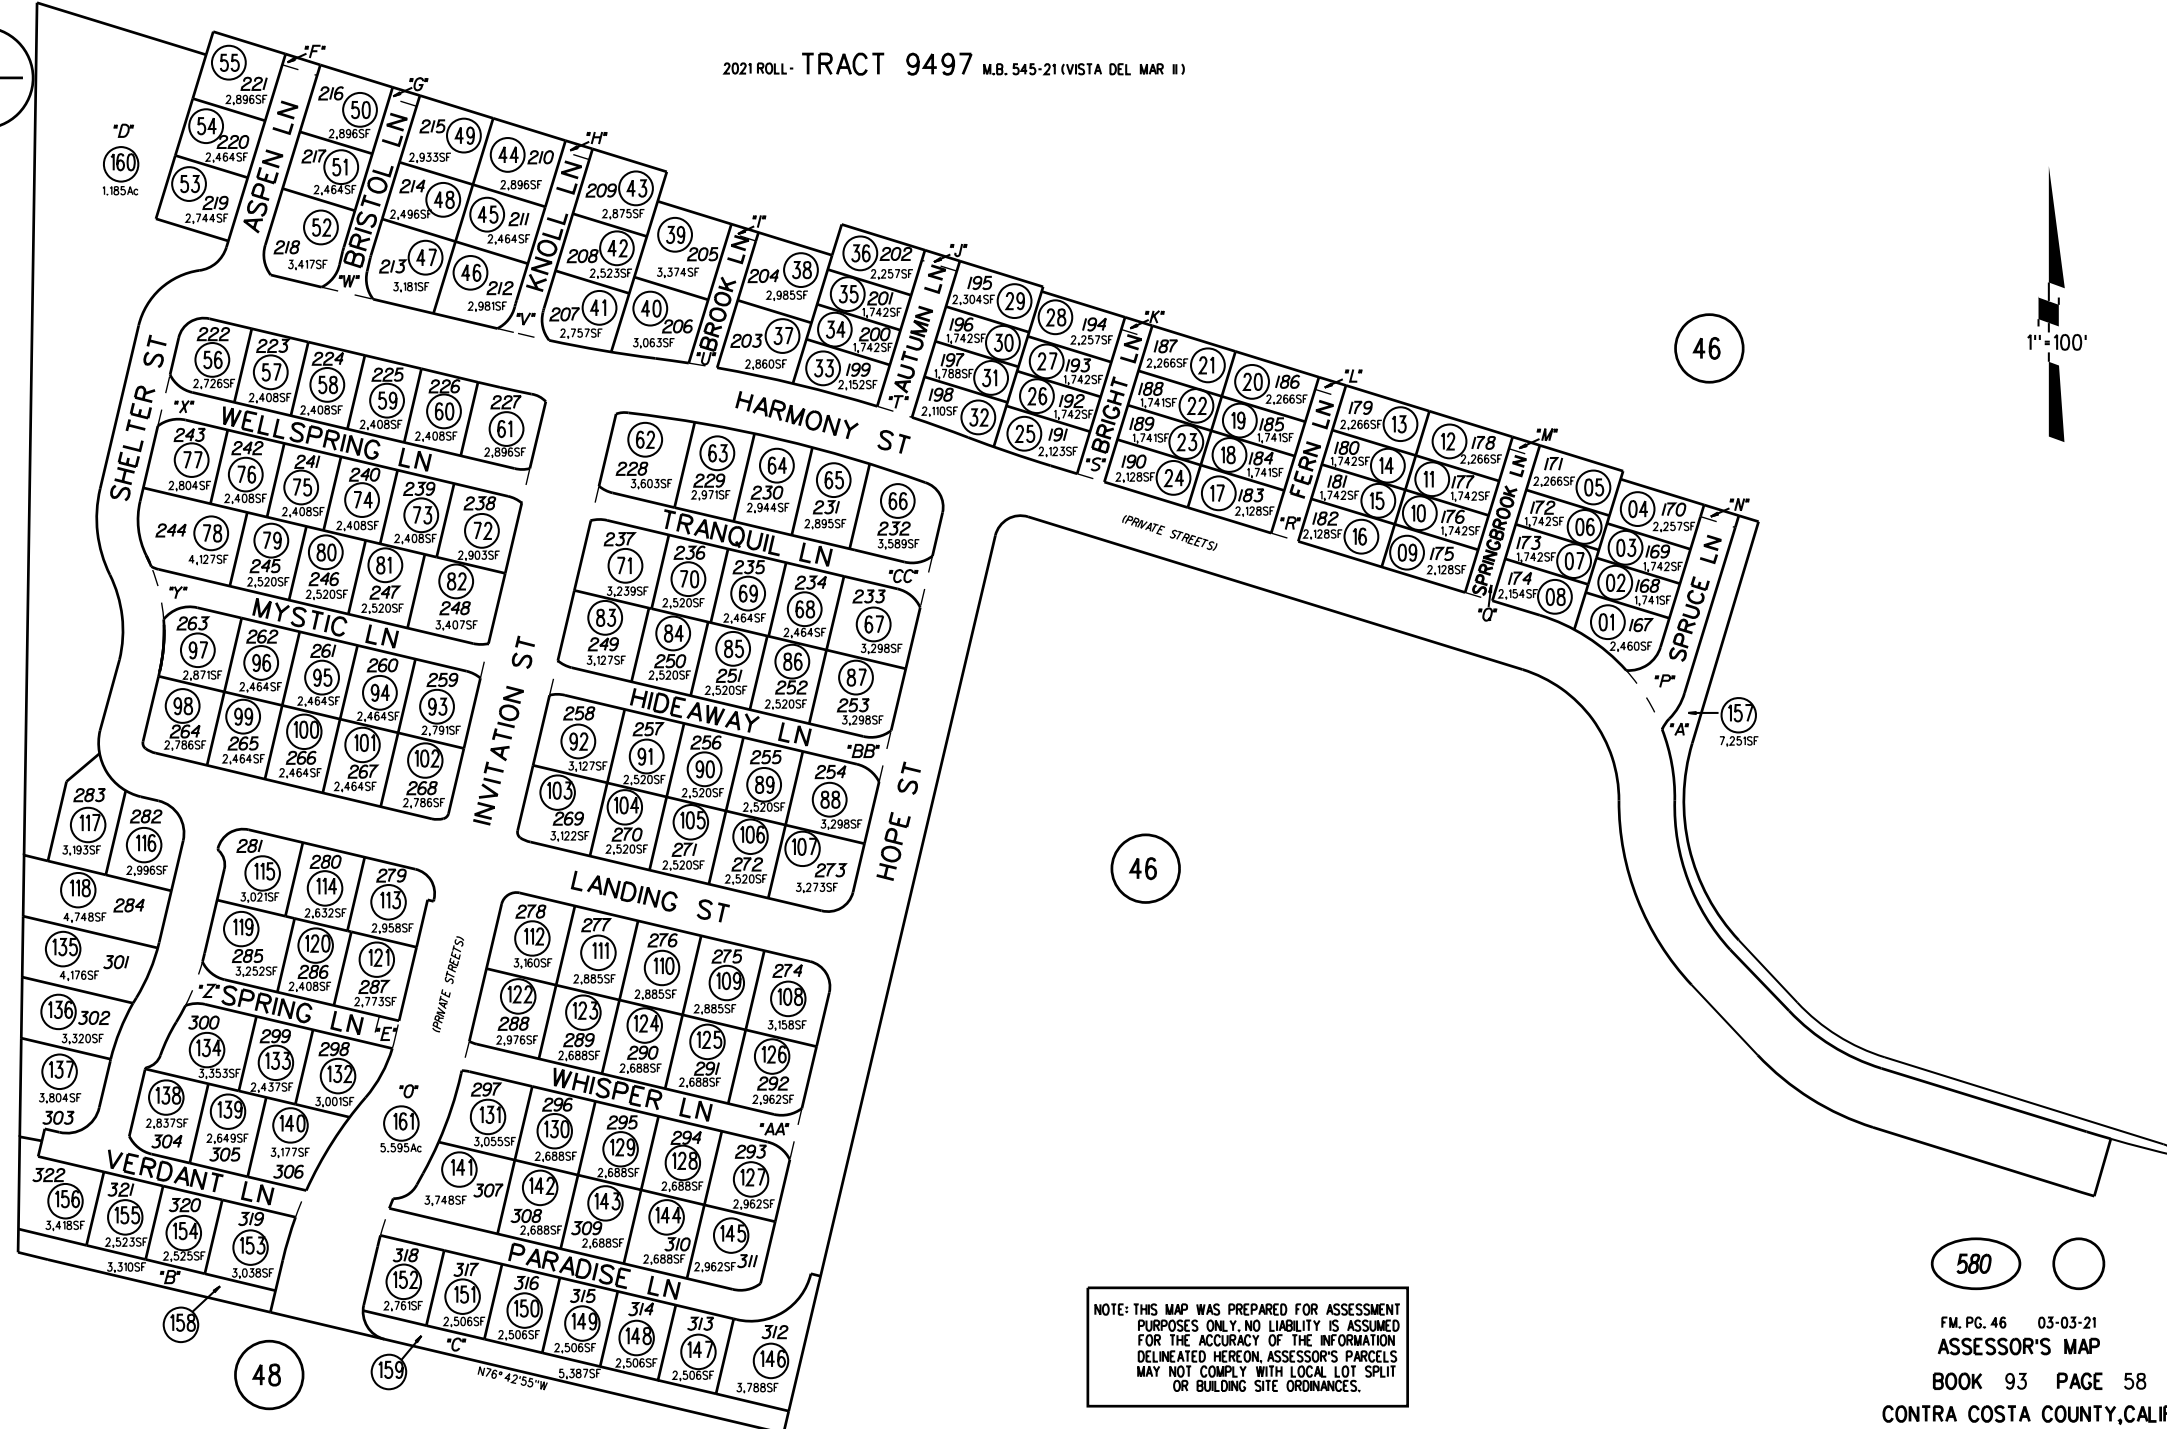 2021 ROLL- TRACT 9497 M.B. 545-21 (VISTA DEL MAR II)
"D"
160
1.185Ac
55 221 2,896SF
54 220 2,464SF
53 219 2,744SF
"F"
ASPEN LN
216 50 2,896SF
217 51 2,464SF
218 52 3,417SF
"G"
BRISTOL LN
"W"
215 49 2,933SF
214 48 2,496SF
213 47 3,181SF
44 210 2,896SF
45 211 2,464SF
46 212 2,981SF
"H"
KNOLL LN
"V"
209 43 2,875SF
208 42 2,523SF
207 41 2,757SF
39 205 3,374SF
40 206 3,063SF
"I"
BROOK LN
"U"
204 38 2,985SF
203 37 2,860SF
36 202 2,257SF
35 201 1,742SF
34 200 1,742SF
33 199 2,152SF
"J"
AUTUMN LN
"T"
195 29 2,304SF
196 30 1,742SF
197 31 1,788SF
198 32 2,110SF
28 194 2,257SF
27 193 1,742SF
26 192 1,742SF
25 191 2,123SF
"K"
BRIGHT LN
"S"
187 21 2,266SF
188 22 1,741SF
189 23 1,741SF
190 24 2,128SF
20 186 2,266SF
19 185 1,741SF
18 184 1,741SF
17 183 2,128SF
"L"
FERN LN
"R"
179 13 2,266SF
180 14 1,742SF
181 15 1,742SF
182 16 2,128SF
12 178 2,266SF
11 177 1,742SF
10 176 1,742SF
09 175 2,128SF
"M"
SPRINGBROOK LN
"Q"
171 05 2,266SF
172 06 1,742SF
173 07 1,742SF
174 08 2,154SF
04 170 2,257SF
03 169 1,742SF
02 168 1,741SF
01 167 2,460SF
"N"
SPRUCE LN
"P"
"A"
157
7,251SF
46
1"=100'
SHELTER ST
HARMONY ST
(PRIVATE STREETS)
222 56 2,726SF
223 57 2,408SF
224 58 2,408SF
225 59 2,408SF
226 60 2,408SF
227 61 2,896SF
"X"
WELLSPRING LN
243 77 2,804SF
242 76 2,408SF
241 75 2,408SF
240 74 2,408SF
239 73 2,408SF
238 72 2,903SF
244 78 4,127SF
79 245 2,520SF
80 246 2,520SF
81 247 2,520SF
82 248 3,407SF
"Y"
MYSTIC LN
263 97 2,871SF
262 96 2,464SF
261 95 2,464SF
260 94 2,464SF
259 93 2,791SF
98 264 2,786SF
99 265 2,464SF
100 266 2,464SF
101 267 2,464SF
102 268 2,786SF
INVITATION ST
62 228 3,603SF
63 229 2,971SF
64 230 2,944SF
65 231 2,895SF
66 232 3,589SF
TRANQUIL LN
"CC"
237 71 3,239SF
236 70 2,520SF
235 69 2,464SF
234 68 2,464SF
233 67 3,298SF
83 249 3,127SF
84 250 2,520SF
85 251 2,520SF
86 252 2,520SF
87 253 3,298SF
HIDEAWAY LN
"BB"
258 92 3,127SF
257 91 2,520SF
256 90 2,520SF
255 89 2,520SF
254 88 3,298SF
103 269 3,122SF
104 270 2,520SF
105 271 2,520SF
106 272 2,520SF
107 273 3,273SF
HOPE ST
46
LANDING ST
283 117 3,193SF
282 116 2,996SF
118 284 4,748SF
135 301 4,176SF
136 302 3,320SF
137 3,804SF 303
281 115 3,021SF
280 114 2,632SF
279 113 2,958SF
119 285 3,252SF
120 286 2,408SF
121 287 2,773SF
"Z" SPRING LN "E"
300 134 3,353SF
299 133 2,437SF
298 132 3,001SF
138 2,837SF 304
139 2,649SF 305
140 3,177SF 306
VERDANT LN
322 156 3,418SF
321 155 2,523SF
320 154 2,525SF
319 153 3,038SF
3,310SF
"B"
158
48
(PRIVATE STREETS)
"O"
161
5.595Ac
278 112 3,160SF
277 111 2,885SF
276 110 2,885SF
275 109 2,885SF
274 108 3,158SF
122 288 2,976SF
123 289 2,688SF
124 290 2,688SF
125 291 2,688SF
126 292 2,962SF
WHISPER LN
"AA"
297 131 3,055SF
296 130 2,688SF
295 129 2,688SF
294 128 2,688SF
293 127 2,962SF
141 3,748SF 307
142 308 2,688SF
143 309 2,688SF
144 310 2,688SF
145 2,962SF 311
PARADISE LN
318 152 2,761SF
317 151 2,506SF
316 150 2,506SF
315 149 2,506SF
314 148 2,506SF
313 147 2,506SF
312 146 3,788SF
159
"C"
N76°42'55"W
5,387SF
NOTE: THIS MAP WAS PREPARED FOR ASSESSMENT
PURPOSES ONLY. NO LIABILITY IS ASSUMED
FOR THE ACCURACY OF THE INFORMATION
DELINEATED HEREON. ASSESSOR'S PARCELS
MAY NOT COMPLY WITH LOCAL LOT SPLIT
OR BUILDING SITE ORDINANCES.
580
FM. PG. 46 03-03-21
ASSESSOR'S MAP
BOOK 93 PAGE 58
CONTRA COSTA COUNTY, CALIF